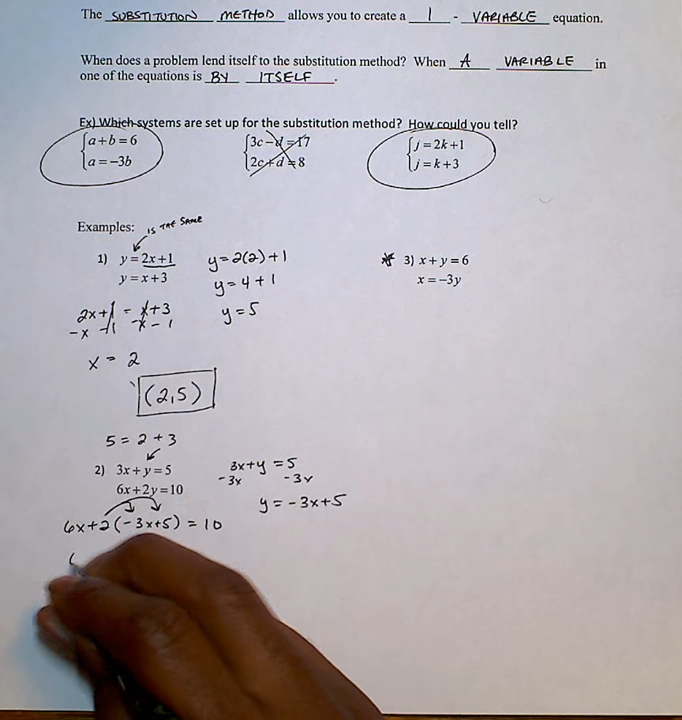 The SUBSTITUTION METHOD allows you to create a 1 - VARIABLE equation.
When does a problem lend itself to the substitution method? When A VARIABLE in
one of the equations is BY ITSELF.
Ex) Which systems are set up for the substitution method? How could you tell?
a + b = 6
a = -3b
3c - d = 17
2c + d = 8
j = 2k + 1
j = k + 3
Examples: IS THE SAME
1) y = 2x + 1
y = x + 3
2x + 1 = x + 3
-x -1 -x - 1
x = 2
(2,5)
5 = 2 + 3
y = 2(2) + 1
y = 4 + 1
y = 5
2) 3x + y = 5
6x + 2y = 10
6x + 2(-3x+5) = 10
3x+y = 5
-3x -3x
y = -3x+5
3) x + y = 6
x = -3y